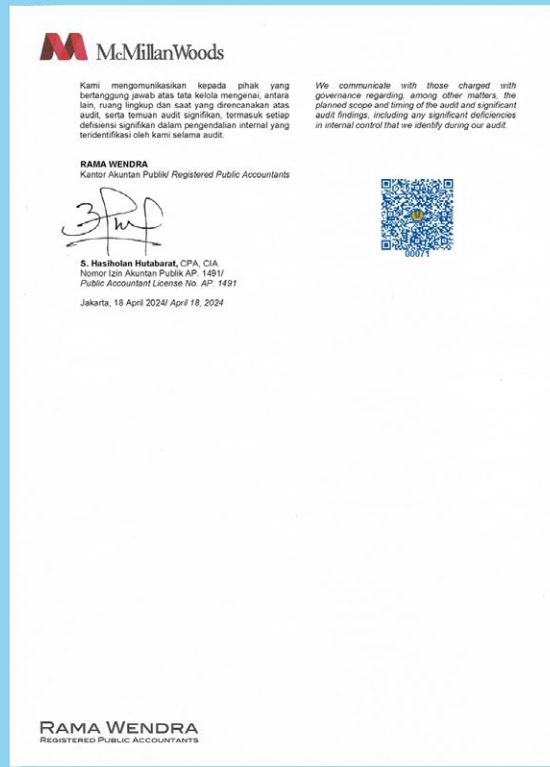 McMillanWoods
Kami mengomunikasikan kepada pihak yang
bertanggung jawab atas tata kelola mengenai, antara
lain, ruang lingkup dan saat yang direncanakan atas
audit, serta temuan audit signifikan, termasuk setiap
defisiensi signifikan dalam pengendalian internal yang
teridentifikasi oleh kami selama audit.
We communicate with those charged with
governance regarding, among other matters, the
planned scope and timing of the audit and significant
audit findings, including any significant deficiencies
in internal control that we identify during our audit.
RAMA WENDRA
Kantor Akuntan Publik/ Registered Public Accountants
00071
S. Hasiholan Hutabarat, CPA, CIA
Nomor Izin Akuntan Publik AP. 1491/
Public Accountant License No. AP. 1491
Jakarta, 18 April 2024/ April 18, 2024
RAMA WENDRA
REGISTERED PUBLIC ACCOUNTANTS